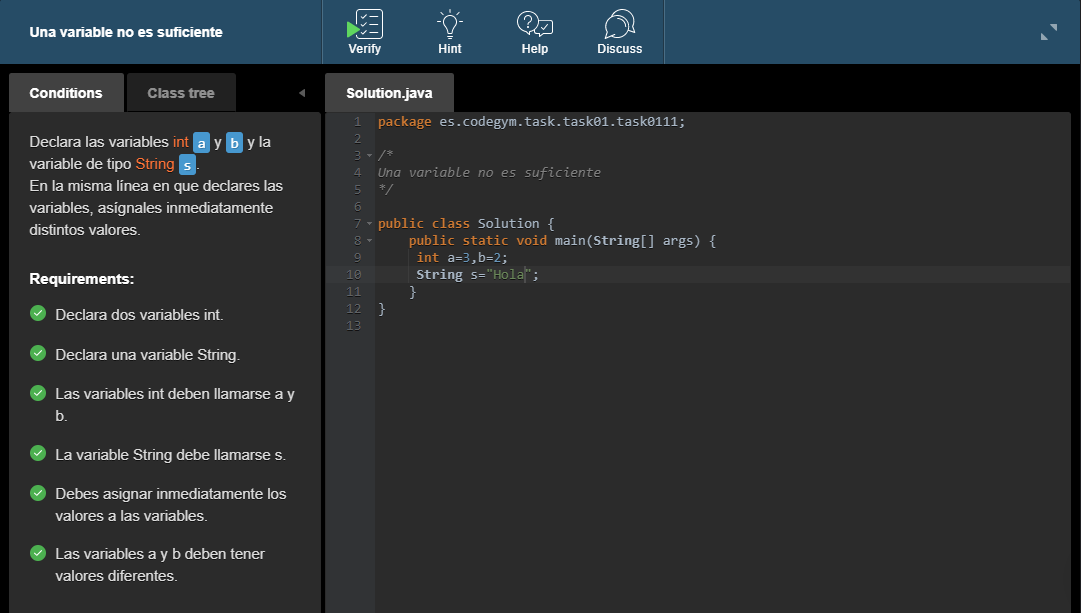 Una variable no es suficiente
Verify
Hint
Help
Discuss
Conditions
Class tree
Declara las variables int a y b y la
variable de tipo String s.
En la misma línea en que declares las
variables, asígnales inmediatamente
distintos valores.
Requirements:
Declara dos variables int.
Declara una variable String.
Las variables int deben llamarse a y
b.
La variable String debe llamarse s.
Debes asignar inmediatamente los
valores a las variables.
Las variables a y b deben tener
valores diferentes.
Solution.java
1 package es.codegym.task.task01.task0111;
2
3 /*
4 Una variable no es suficiente
5 */
6
7 public class Solution {
8     public static void main(String[] args) {
9      int a=3,b=2;
10      String s="Hola";
11     }
12 }
13